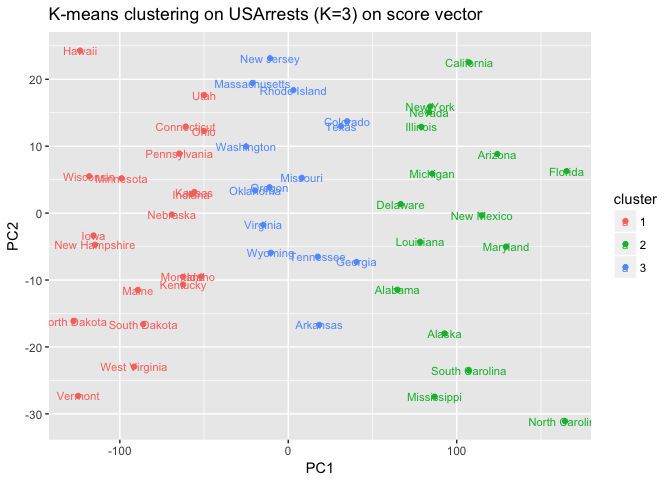 K-means clustering on USArrests (K=3) on score vector
Hawaii
New Jersey
California
Massachusetts
Rhode Island
Utah
New York
Nevada
Connecticut
Ohio
Colorado
Texas
Illinois
Washington
Pennsylvania
Arizona
Florida
Wisconsin
Minnesota
Missouri
Michigan
Kansas
Indiana
Oregon
Oklahoma
Delaware
Nebraska
New Mexico
Virginia
Iowa
New Hampshire
Louisiana
Maryland
Wyoming
Tennessee
Georgia
Idaho
Kentucky
Maine
Alabama
orth Dakota
South Dakota
Arkansas
Alaska
West Virginia
South Carolina
Vermont
Mississippi
North Carolin
20
10
0
-10
-20
-30
PC2
-100
0
100
PC1
cluster
1
2
3